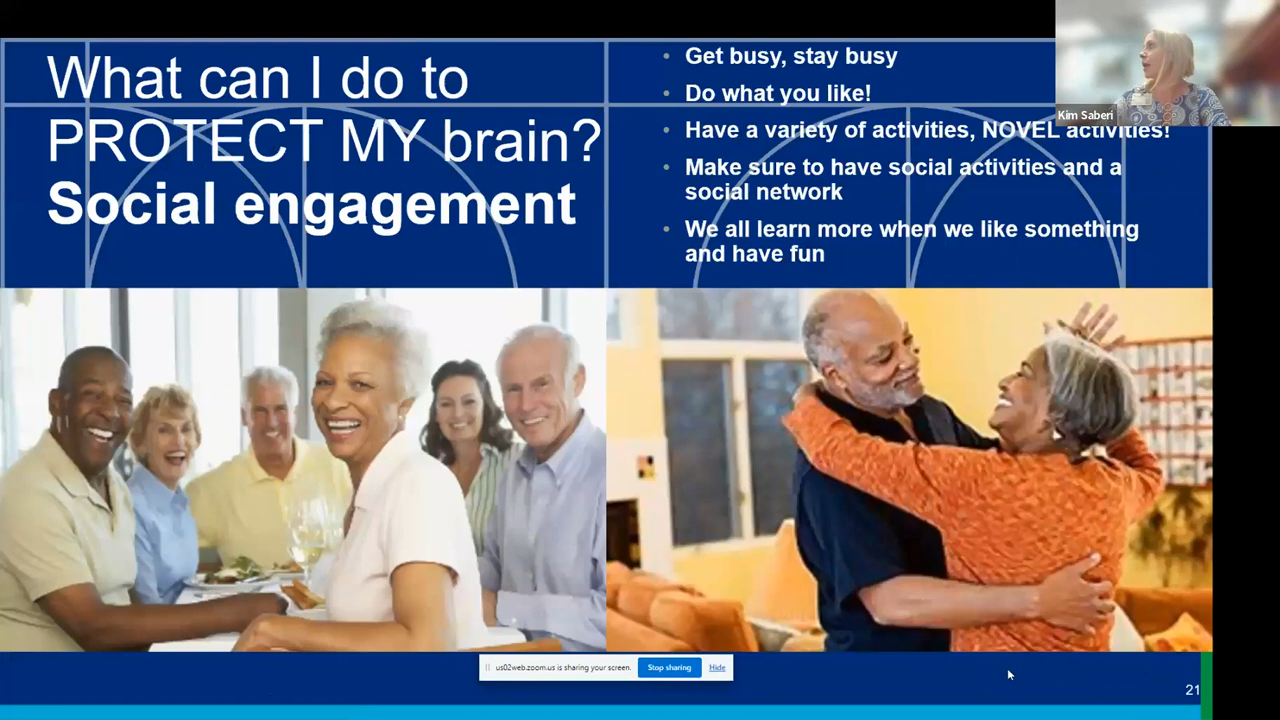 What can I do to
PROTECT MY brain?
Social engagement
• Get busy, stay busy
• Do what you like!
• Have a variety of activities, NOVEL activities!
• Make sure to have social activities and a
social network
• We all learn more when we like something
and have fun
Kim Saberi
us02web.zoom.us is sharing your screen.
Stop sharing
Hide
21